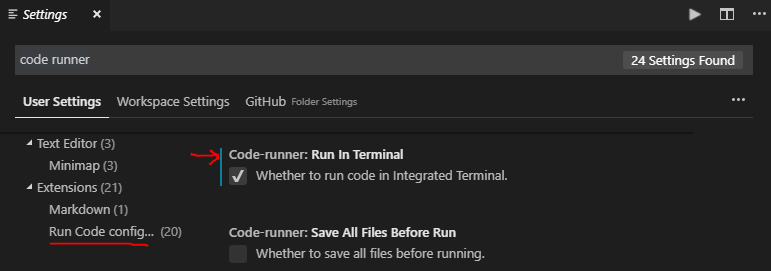 Settings
code runner
24 Settings Found
User Settings Workspace Settings GitHub Folder Settings
Text Editor (3)
Minimap (3)
Extensions (21)
Markdown (1)
Run Code config... (20)
Code-runner: Run In Terminal
Whether to run code in Integrated Terminal.
Code-runner: Save All Files Before Run
Whether to save all files before running.